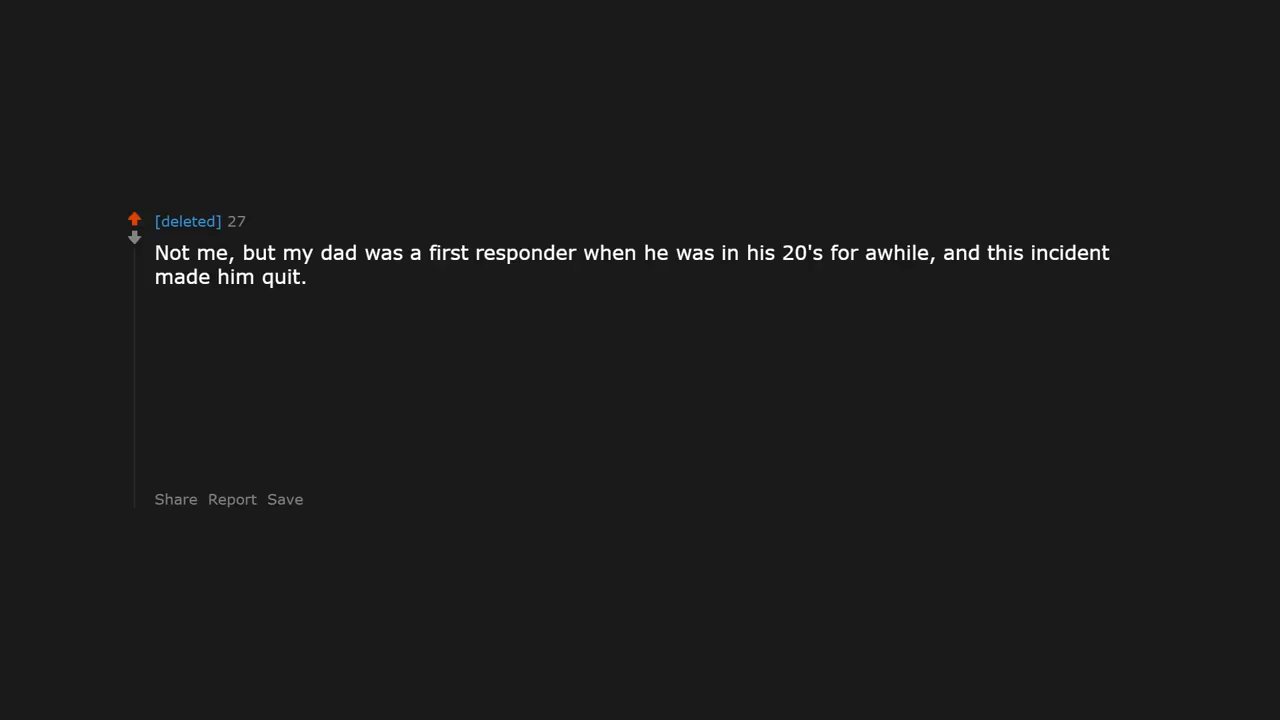 [deleted] 27
Not me, but my dad was a first responder when he was in his 20's for awhile, and this incident
made him quit.
Share Report Save